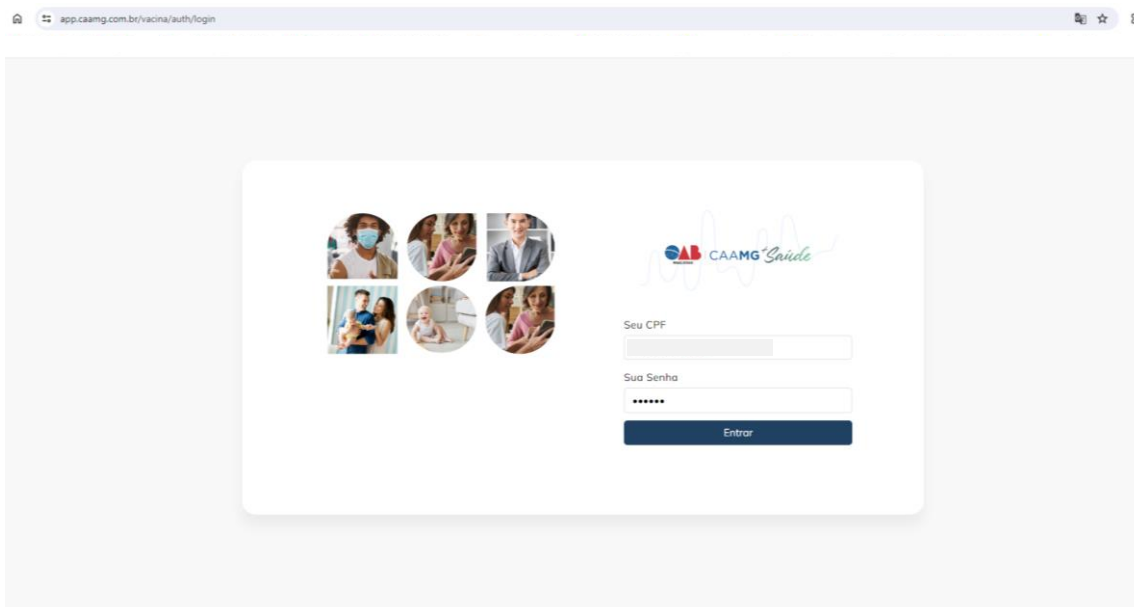 app.caamg.com.br/vacina/auth/login
OAB CAAMG+Saúde
Seu CPF
Sua Senha
••••••
Entrar